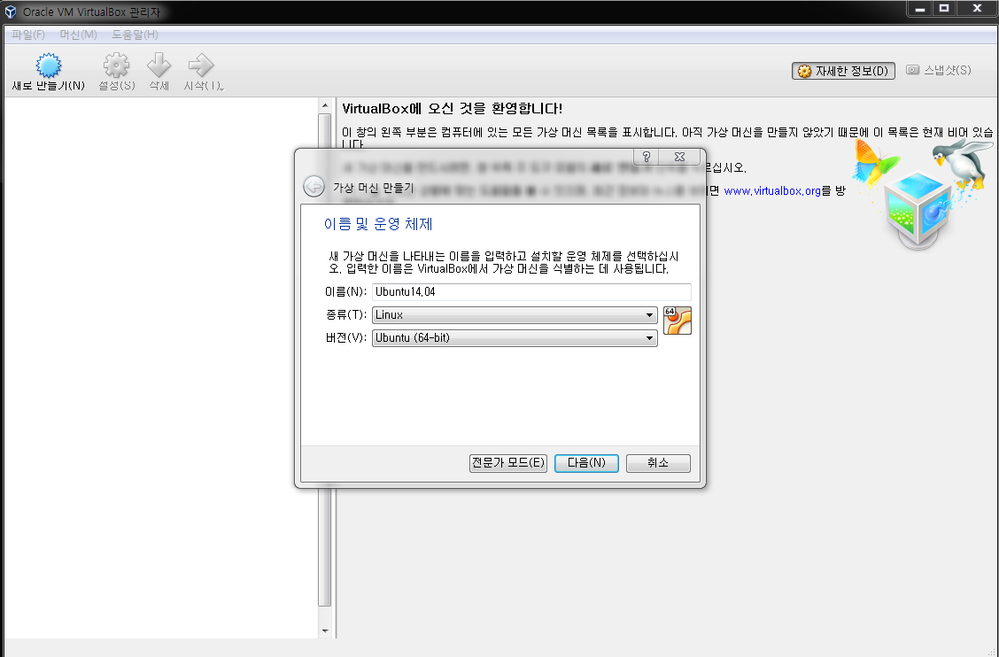 Oracle VM VirtualBox 관리자
파일(F) 머신(M) 도움말(H)
새로 만들기(N) 설정(S) 삭제 시작(T)
자세한 정보(D) 스냅샷(S)
VirtualBox에 오신 것을 환영합니다!
이 창의 왼쪽 부분은 컴퓨터에 있는 모든 가상 머신 목록을 표시합니다. 아직 가상 머신을 만들지 않았기 때문에 이 목록은 현재 비어 있습
니다.
르십시오.
면 www.virtualbox.org를 방
가상 머신 만들기
이름 및 운영 체제
새 가상 머신을 나타내는 이름을 입력하고 설치할 운영 체제를 선택하십시
오. 입력한 이름은 VirtualBox에서 가상 머신을 식별하는 데 사용됩니다.
이름(N): Ubuntu14.04
종류(T): Linux
64
버전(V): Ubuntu (64-bit)
전문가 모드(E) 다음(N) 취소